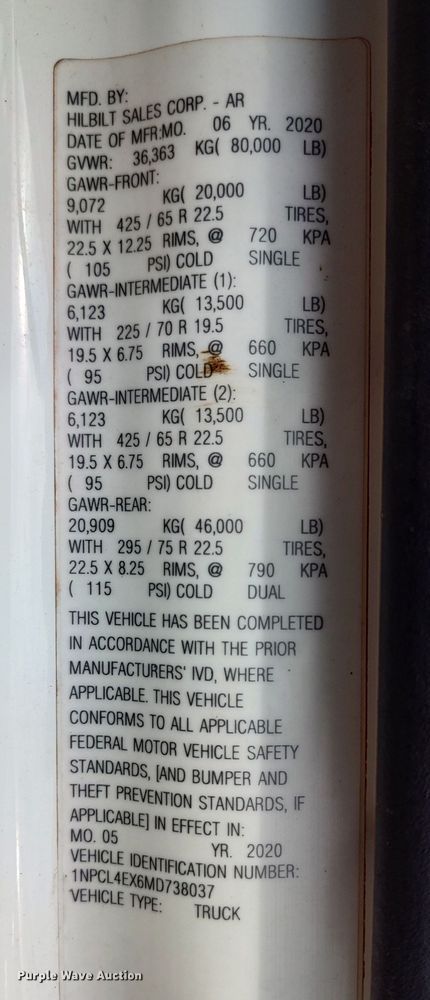 MFD. BY:
HILBILT SALES CORP. - AR
DATE OF MFR:MO. 06 YR. 2020
GVWR: 36,363 KG( 80,000 LB)
GAWR-FRONT:
9,072 KG( 20,000 LB)
WITH 425 / 65 R 22.5 TIRES,
22.5 X 12.25 RIMS, @ 720 KPA
( 105 PSI) COLD SINGLE
GAWR-INTERMEDIATE (1):
6,123 KG( 13,500 LB)
WITH 225 / 70 R 19.5 TIRES,
19.5 X 6.75 RIMS, @ 660 KPA
( 95 PSI) COLD SINGLE
GAWR-INTERMEDIATE (2):
6,123 KG( 13,500 LB)
WITH 425 / 65 R 22.5 TIRES,
19.5 X 6.75 RIMS, @ 660 KPA
( 95 PSI) COLD SINGLE
GAWR-REAR:
20,909 KG( 46,000 LB)
WITH 295 / 75 R 22.5 TIRES,
22.5 X 8.25 RIMS, @ 790 KPA
( 115 PSI) COLD DUAL
THIS VEHICLE HAS BEEN COMPLETED
IN ACCORDANCE WITH THE PRIOR
MANUFACTURERS' IVD, WHERE
APPLICABLE. THIS VEHICLE
CONFORMS TO ALL APPLICABLE
FEDERAL MOTOR VEHICLE SAFETY
STANDARDS, [AND BUMPER AND
THEFT PREVENTION STANDARDS, IF
APPLICABLE] IN EFFECT IN:
MO. 05 YR. 2020
VEHICLE IDENTIFICATION NUMBER:
1NPCL4EX6MD738037
VEHICLE TYPE: TRUCK
Purple Wave Auction